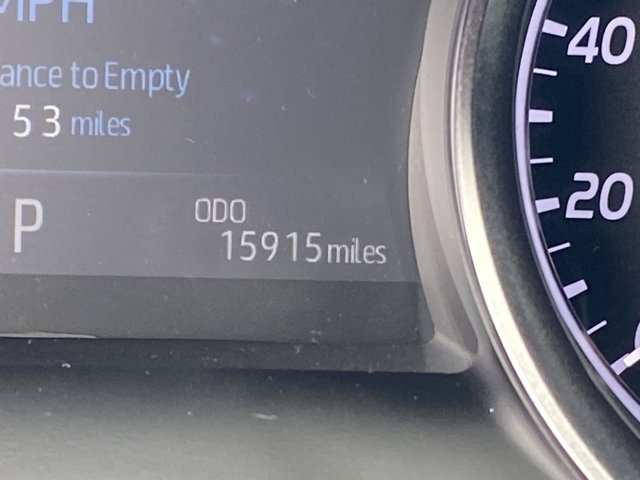 MPH
ance to Empty
53 miles
P
ODO
15915 miles
40
20